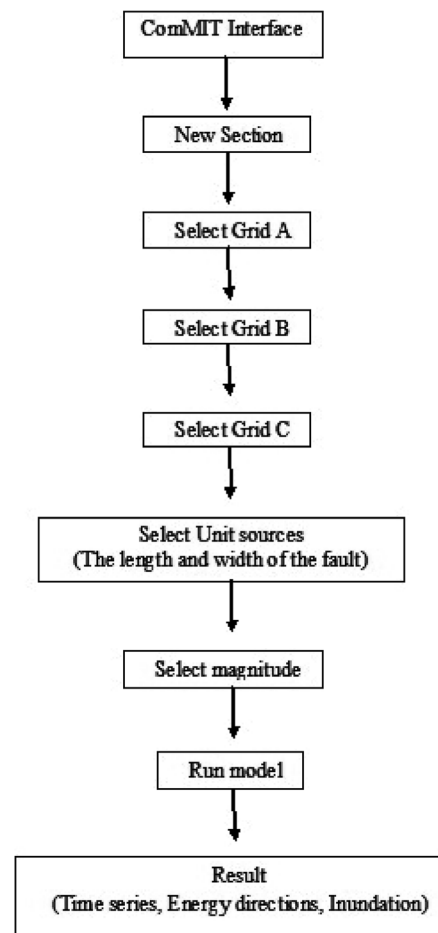 ComMIT Interface
New Section
Select Grid A
Select Grid B
Select Grid C
Select Unit sources
(The length and width of the fault)
Select magnitude
Run model
Result
(Time series, Energy directions, Inundation)